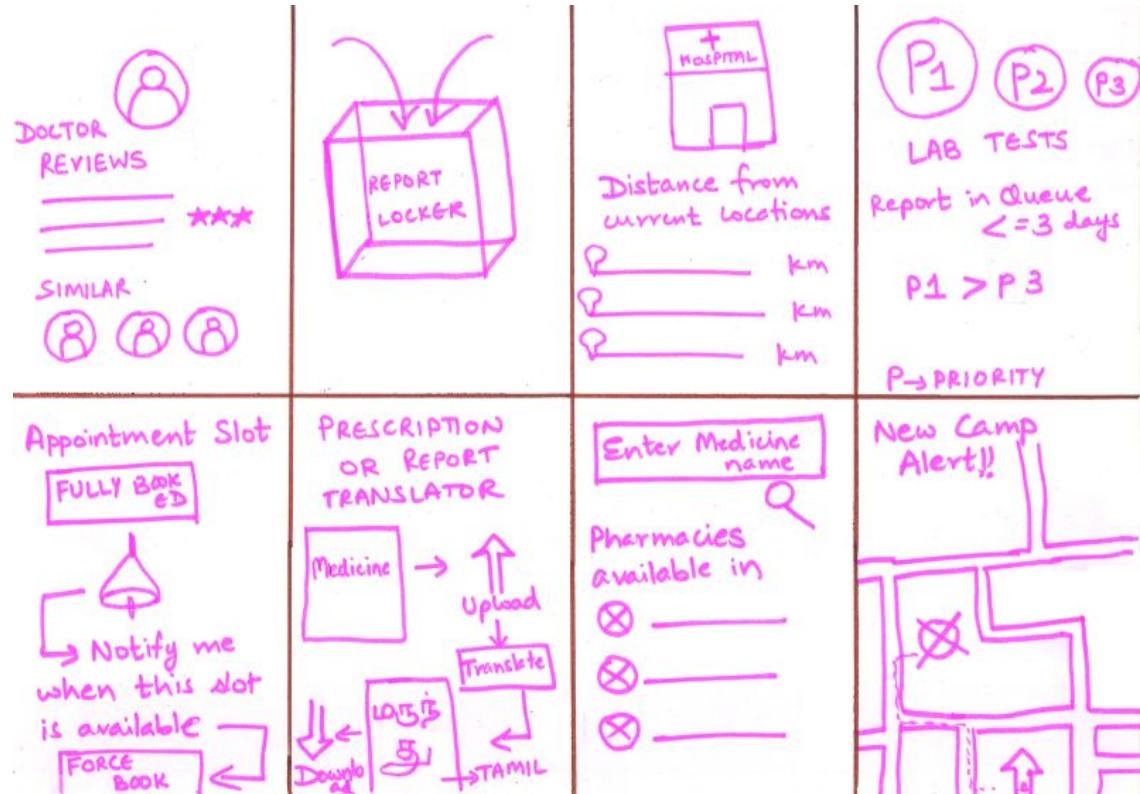 DOCTOR
REVIEWS
SIMILAR
REPORT
LOCKER
HOSPITAL
Distance from
current locations
km
km
km
P1
P2
P3
LAB TESTS
Report in Queue
<=3 days
P1 > P3
P→PRIORITY
Appointment Slot
FULLY BOOK
ED
Notify me
when this slot
is available
FORCE
BOOK
PRESCRIPTION
OR REPORT
TRANSLATOR
Medicine
Upload
Translate
மருந்
து
TAMIL
Downlo
ad
Enter Medicine
name
Pharmacies
available in
New Camp
Alert!!